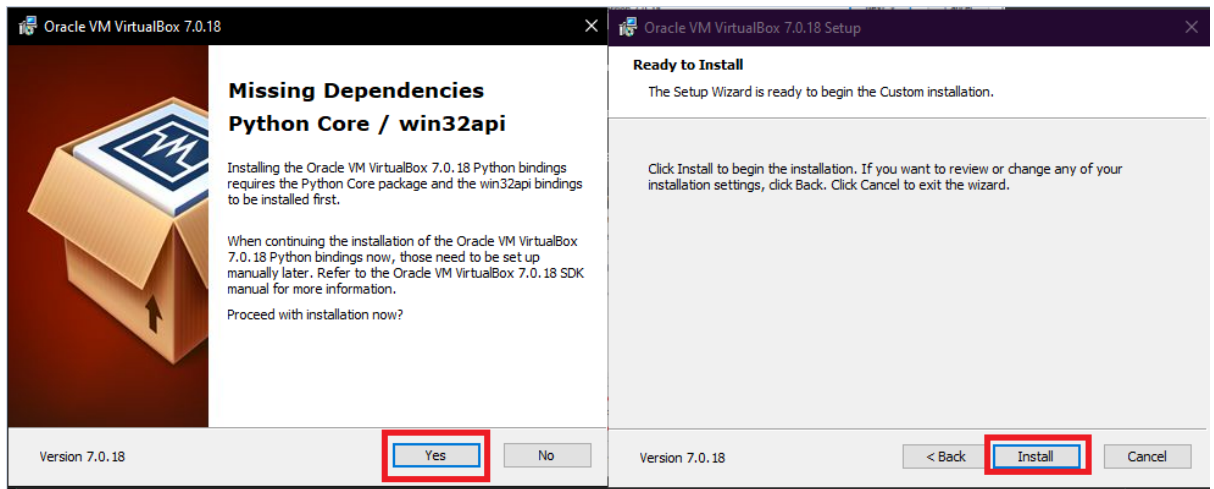 Oracle VM VirtualBox 7.0.18
Missing Dependencies
Python Core / win32api
Installing the Oracle VM VirtualBox 7.0.18 Python bindings
requires the Python Core package and the win32api bindings
to be installed first.
When continuing the installation of the Oracle VM VirtualBox
7.0.18 Python bindings now, those need to be set up
manually later. Refer to the Oracle VM VirtualBox 7.0.18 SDK
manual for more information.
Proceed with installation now?
Version 7.0.18
Yes
No
Oracle VM VirtualBox 7.0.18 Setup
Ready to Install
The Setup Wizard is ready to begin the Custom installation.
Click Install to begin the installation. If you want to review or change any of your
installation settings, click Back. Click Cancel to exit the wizard.
Version 7.0.18
< Back
Install
Cancel